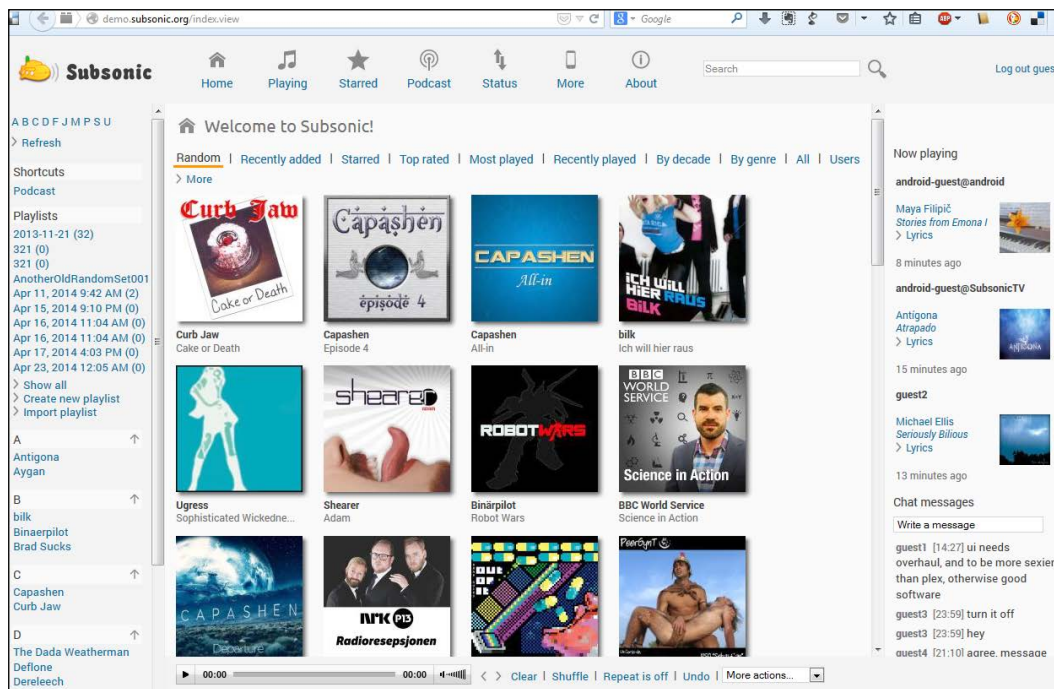 demo.subsonic.org/index.view
Google
ABP
Subsonic
Home
Playing
Starred
Podcast
Status
More
About
Search
Log out gues
A B C D F J M P S U
Refresh
Shortcuts
Podcast
Playlists
2013-11-21 (32)
321 (0)
321 (0)
AnotherOldRandomSet001
Apr 11, 2014 9:42 AM (2)
Apr 15, 2014 9:10 PM (0)
Apr 16, 2014 11:04 AM (0)
Apr 16, 2014 11:04 AM (0)
Apr 17, 2014 4:03 PM (0)
Apr 23, 2014 12:05 AM (0)
Show all
Create new playlist
Import playlist
A
Antigona
Aygan
B
bilk
Binaerpilot
Brad Sucks
C
Capashen
Curb Jaw
D
The Dada Weatherman
Deflone
Dereleech
Welcome to Subsonic!
Random | Recently added | Starred | Top rated | Most played | Recently played | By decade | By genre | All | Users
More
Curb Jaw
Cake or Death
Curb Jaw
Cake or Death
Capashen
episode 4
Capashen
Episode 4
CAPASHEN
All-in
Capashen
All-in
ICH WILL
HIER RAUS
BILK
bilk
Ich will hier raus
Ugress
Sophisticated Wickedne...
shearer
Shearer
Adam
ROBOTWARS
Binärpilot
Robot Wars
BBC
WORLD
SERVICE
Science in Action
BBC World Service
Science in Action
CAPASHEN
Departure
NRK P13
Radioresepsjonen
OUT
OF
IT
PeerGynT
00:00
00:00
Clear | Shuffle | Repeat is off | Undo | More actions...
Now playing
android-guest@android
Maya Filipič
Stories from Emona I
Lyrics
8 minutes ago
android-guest@SubsonicTV
Antígona
Atrapado
Lyrics
ANTÍGONA
15 minutes ago
guest2
Michael Ellis
Seriously Bilious
Lyrics
13 minutes ago
Chat messages
Write a message
guest1 [14:27] ui needs
overhaul, and to be more sexier
than plex, otherwise good
software
guest3 [23:59] turn it off
guest3 [23:59] hey
guest4 [21:10] agree, message